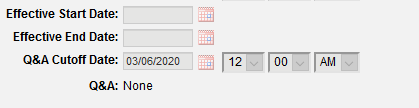 Effective Start Date:
Effective End Date:
Q&A Cutoff Date: 03/06/2020 12 00 AM
Q&A: None